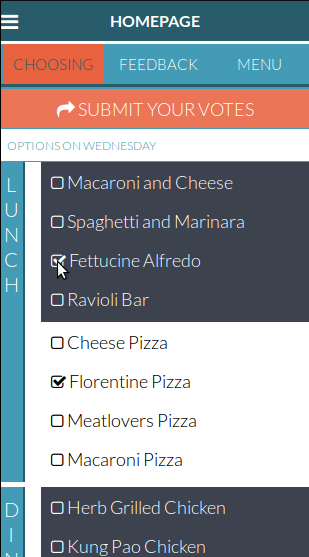 HOMEPAGE
CHOOSING FEEDBACK MENU
SUBMIT YOUR VOTES
OPTIONS ON WEDNESDAY
LUNCH
Macaroni and Cheese
Spaghetti and Marinara
Fettucine Alfredo
Ravioli Bar
Cheese Pizza
Florentine Pizza
Meatlovers Pizza
Macaroni Pizza
DIN
Herb Grilled Chicken
Kung Pao Chicken